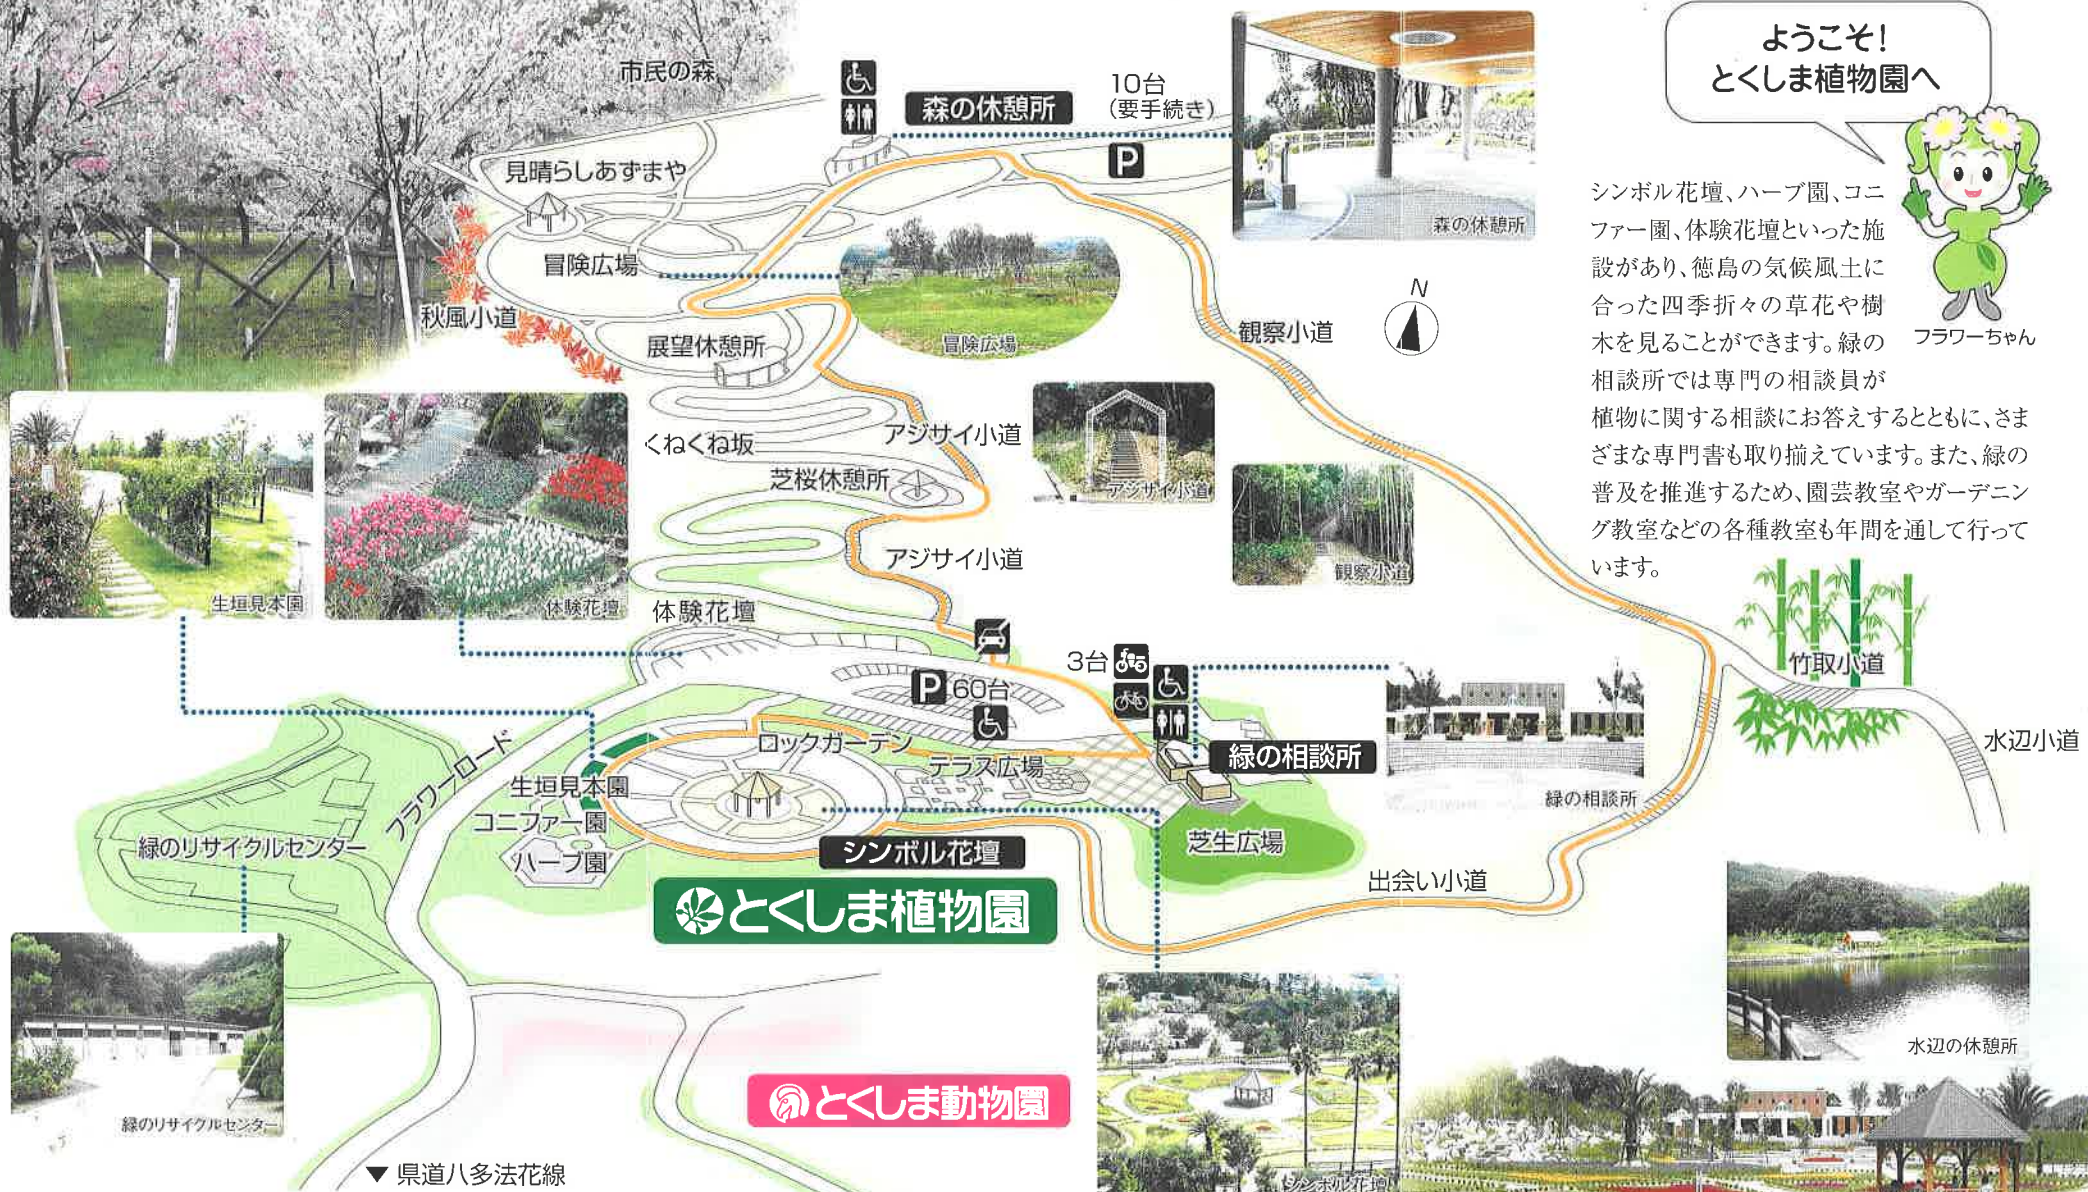 ようこそ!
とくしま植物園へ
シンボル花壇、ハーブ園、コニ
ファー園、体験花壇といった施
設があり、徳島の気候風土に
合った四季折々の草花や樹
木を見ることができます。緑の
相談所では専門の相談員が
植物に関する相談にお答えするとともに、さま
ざまな専門書も取り揃えています。また、緑の
普及を推進するため、園芸教室やガーデニン
グ教室などの各種教室も年間を通して行って
います。
フラワーちゃん
市民の森
森の休憩所
10台
(要手続き)
P
森の休憩所
見晴らしあずまや
冒険広場
冒険広場
秋風小道
展望休憩所
N
観察小道
くねくね坂
アジサイ小道
アジサイ小道
芝桜休憩所
観察小道
アジサイ小道
生垣見本園
体験花壇
体験花壇
3台
P 60台
竹取小道
水辺小道
ロックガーデン
テラス広場
緑の相談所
緑の相談所
フラワーロード
生垣見本園
コニファー園
ハーブ園
シンボル花壇
芝生広場
緑のリサイクルセンター
出会い小道
とくしま植物園
水辺の休憩所
とくしま動物園
緑のリサイクルセンター
▼ 県道八多法花線
シンボル花壇